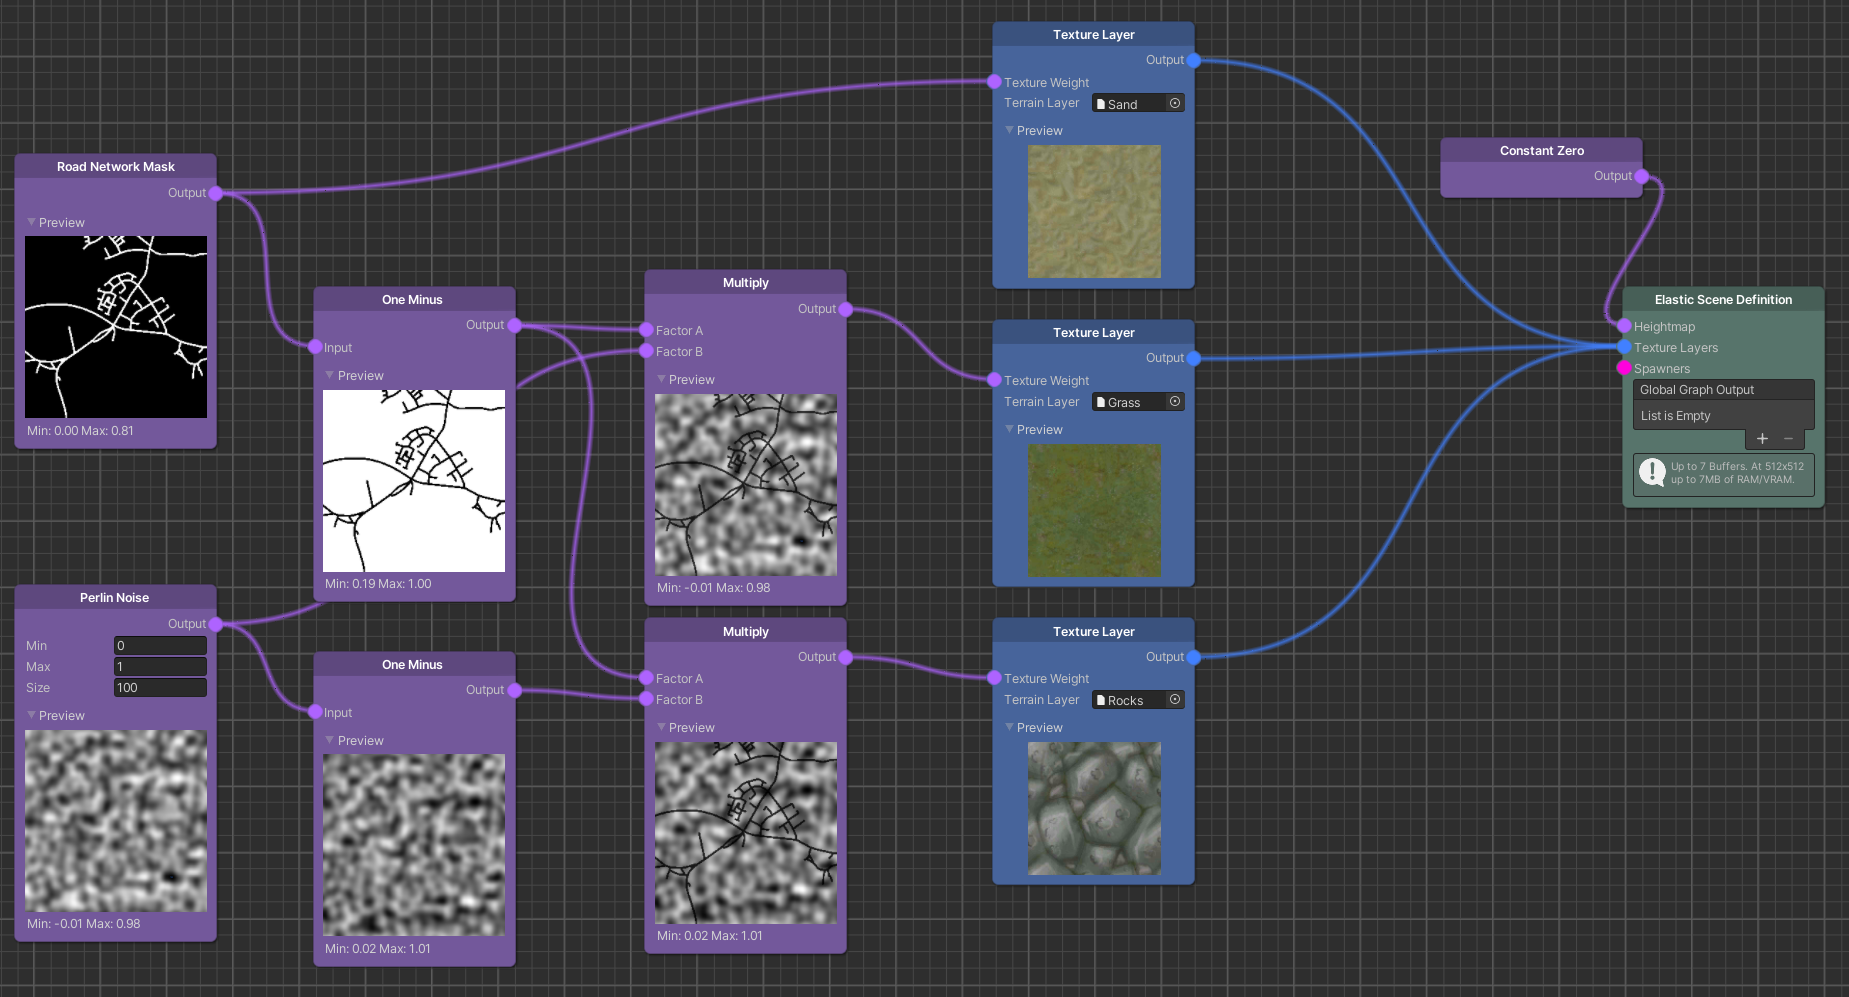 Road Network Mask
Output
Preview
Min: 0.00 Max: 0.81
Perlin Noise
Output
Min 0
Max 1
Size 100
Preview
Min: -0.01 Max: 0.98
One Minus
Output
Input
Preview
Min: 0.19 Max: 1.00
One Minus
Output
Input
Preview
Min: 0.02 Max: 1.01
Multiply
Output
Factor A
Factor B
Preview
Min: -0.01 Max: 0.98
Multiply
Output
Factor A
Factor B
Preview
Min: 0.02 Max: 1.01
Texture Layer
Output
Texture Weight
Terrain Layer Sand
Preview
Texture Layer
Output
Texture Weight
Terrain Layer Grass
Preview
Texture Layer
Output
Texture Weight
Terrain Layer Rocks
Preview
Constant Zero
Output
Elastic Scene Definition
Heightmap
Texture Layers
Spawners
Global Graph Output
List is Empty
+ −
Up to 7 Buffers. At 512x512
up to 7MB of RAM/VRAM.